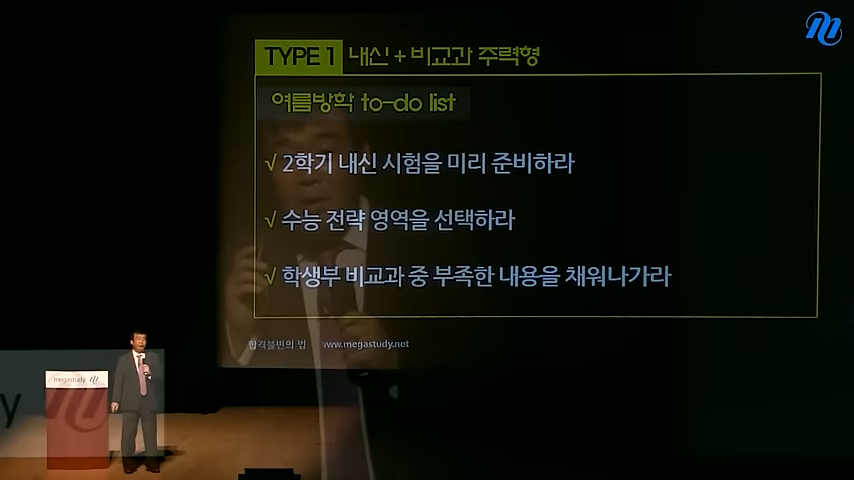 TYPE 1 내신 + 비교과 주력형
여름방학 to-do list
√ 2학기 내신 시험을 미리 준비하라
√ 수능 전략 영역을 선택하라
√ 학생부 비교과 중 부족한 내용을 채워나가라
합격불변의 법 www.megastudy.net
megastudy
y